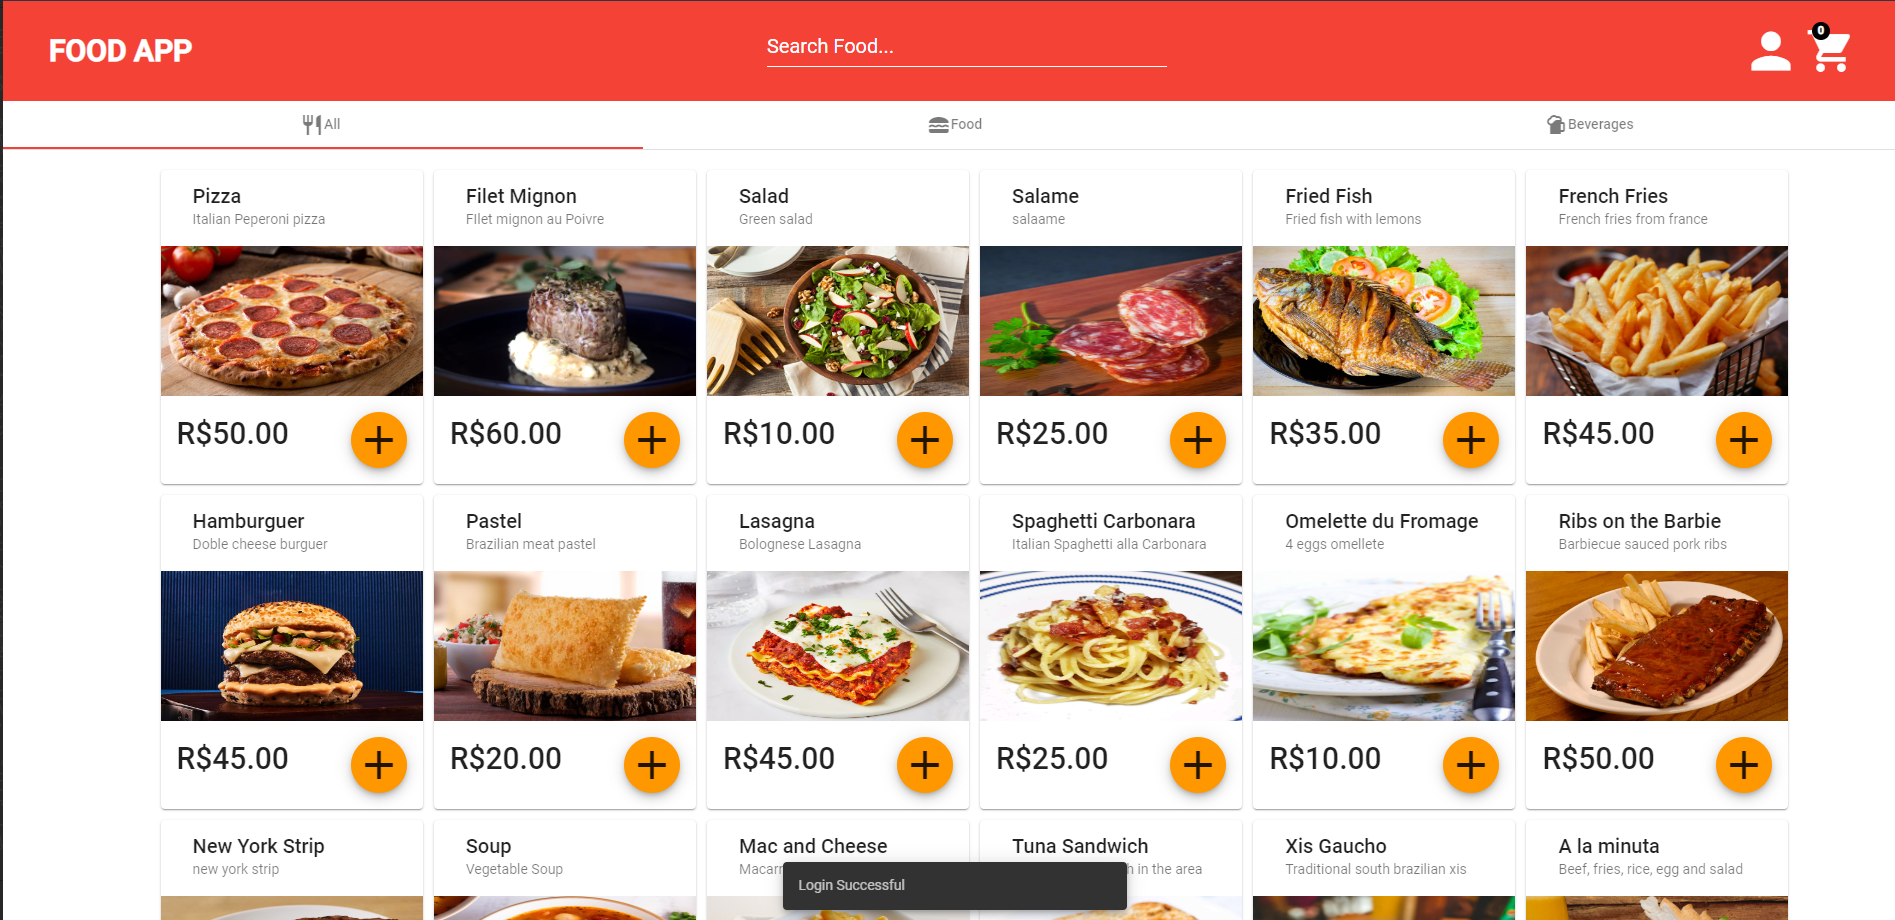 FOOD APP
Search Food...
0
All
Food
Beverages
Pizza
Italian Peperoni pizza
R$50.00
Filet Mignon
FIlet mignon au Poivre
R$60.00
Salad
Green salad
R$10.00
Salame
salaame
R$25.00
Fried Fish
Fried fish with lemons
R$35.00
French Fries
French fries from france
R$45.00
Hamburguer
Doble cheese burguer
R$45.00
Pastel
Brazilian meat pastel
R$20.00
Lasagna
Bolognese Lasagna
R$45.00
Spaghetti Carbonara
Italian Spaghetti alla Carbonara
R$25.00
Omelette du Fromage
4 eggs omellete
R$10.00
Ribs on the Barbie
Barbiecue sauced pork ribs
R$50.00
New York Strip
new york strip
Soup
Vegetable Soup
Mac and Cheese
Tuna Sandwich
in the area
Xis Gaucho
Traditional south brazilian xis
A la minuta
Beef, fries, rice, egg and salad
Login Successful